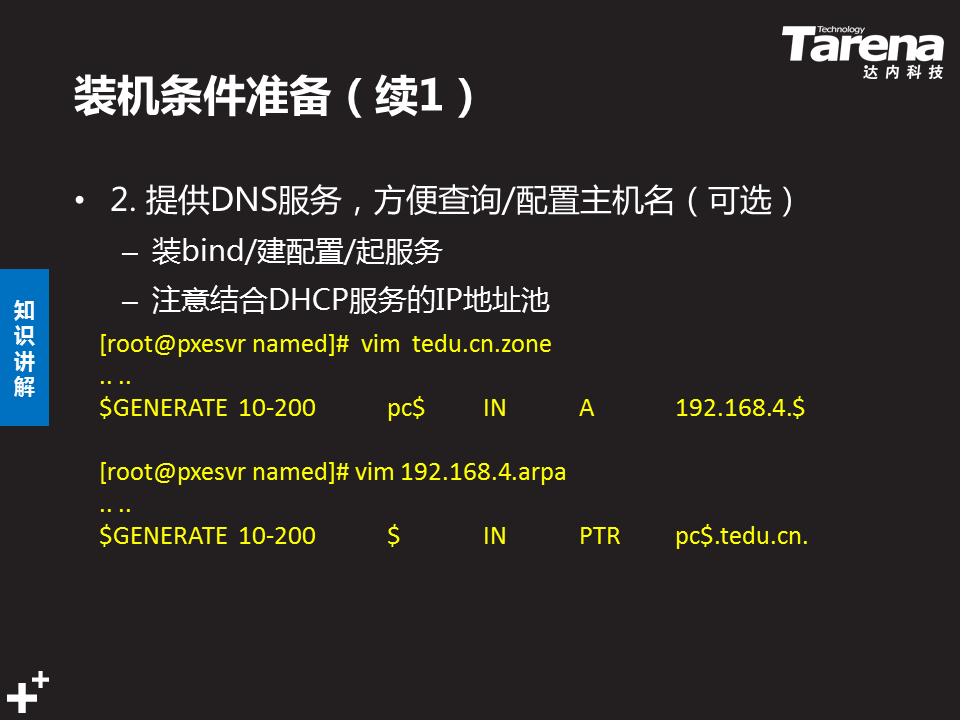 Technology
Tarena
达内科技
装机条件准备（续1）
• 2. 提供DNS服务，方便查询/配置主机名（可选）
– 装bind/建配置/起服务
– 注意结合DHCP服务的IP地址池
知识讲解
[root@pxesvr named]# vim tedu.cn.zone
.. ..
$GENERATE 10-200 pc$ IN A 192.168.4.$
[root@pxesvr named]# vim 192.168.4.arpa
.. ..
$GENERATE 10-200 $ IN PTR pc$.tedu.cn.